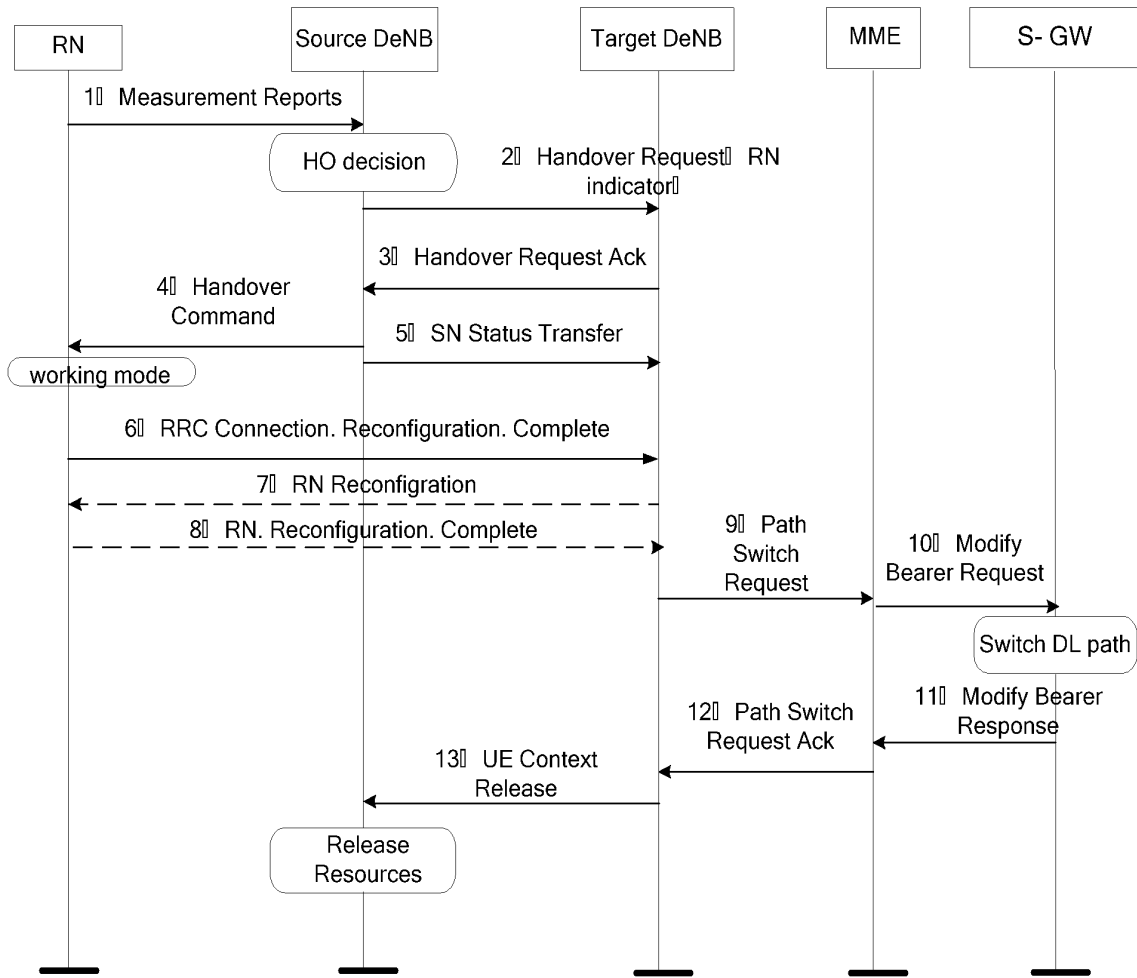 RN
Source DeNB
Target DeNB
MME
S- GW
1▯ Measurement Reports
HO decision
2▯ Handover Request▯ RN
indicator▯
3▯ Handover Request Ack
4▯ Handover
Command
5▯ SN Status Transfer
working mode
6▯ RRC Connection. Reconfiguration. Complete
7▯ RN Reconfigration
8▯ RN. Reconfiguration. Complete
9▯ Path
Switch
Request
10▯ Modify
Bearer Request
Switch DL path
11▯ Modify Bearer
Response
12▯ Path Switch
Request Ack
13▯ UE Context
Release
Release
Resources